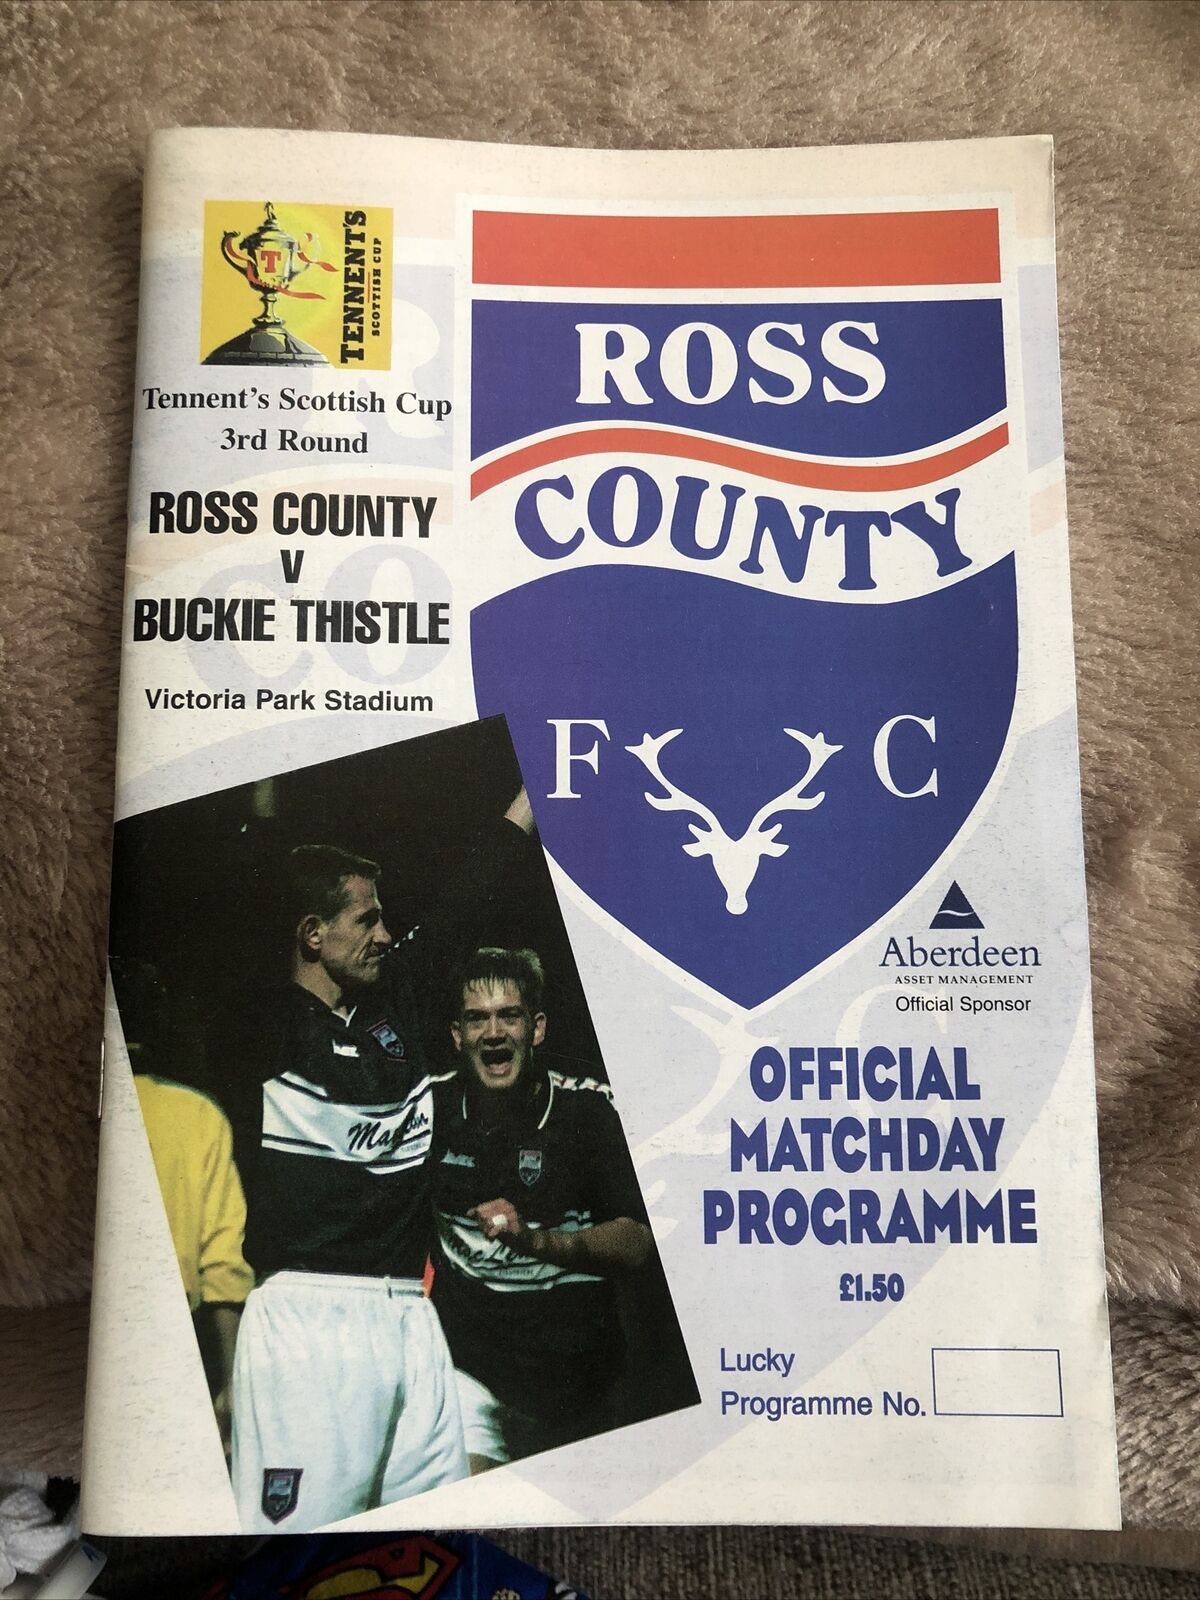 T
TENNENT'S
SCOTTISH CUP
Tennent's Scottish Cup
3rd Round
ROSS COUNTY
V
BUCKIE THISTLE
Victoria Park Stadium
ROSS
COUNTY
F C
Aberdeen
ASSET MANAGEMENT
Official Sponsor
OFFICIAL
MATCHDAY
PROGRAMME
£1.50
Lucky
Programme No.